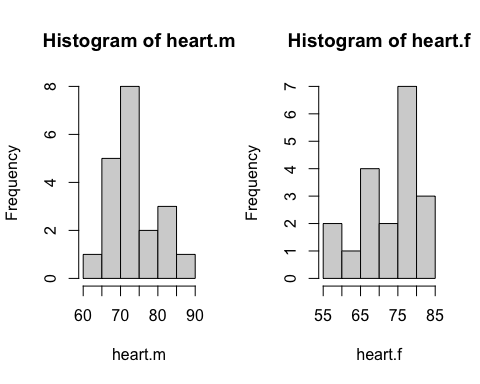 Histogram of heart.m
Frequency
0 2 4 6 8
60 70 80 90
heart.m
Histogram of heart.f
Frequency
0 1 2 3 4 5 6 7
55 65 75 85
heart.f